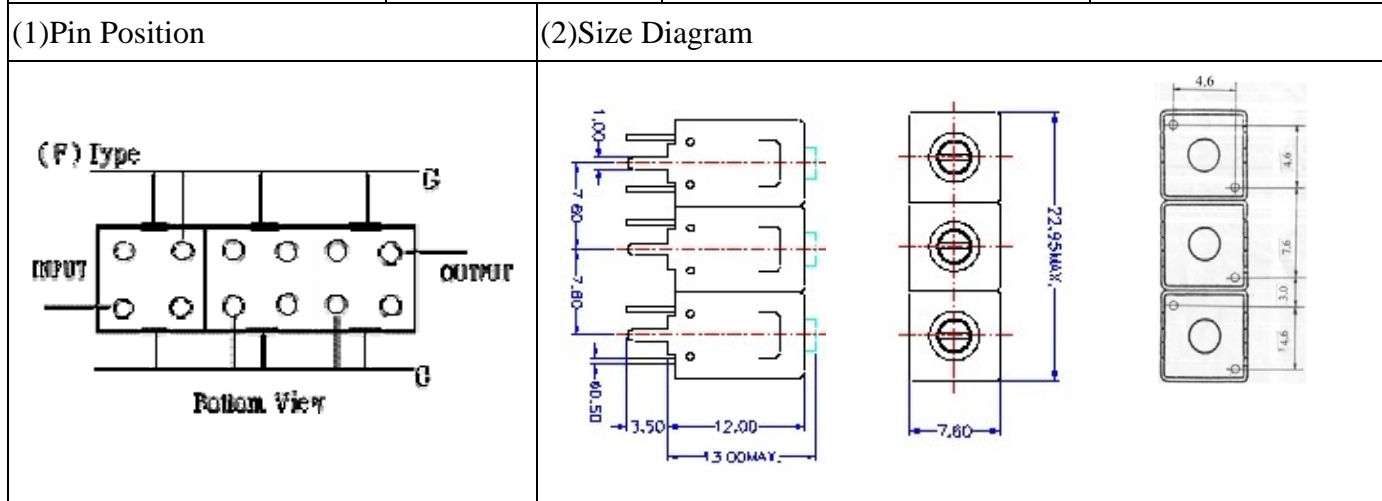 (1)Pin Position
(2)Size Diagram
(F) Type
G
INPUT
OUTPUT
G
Bottom View
1.00
7.60
7.60
φ0.50
3.50
12.00
13.00MAX.
22.95MAX.
7.60
4.6
4.6
7.6
3.0
4.6